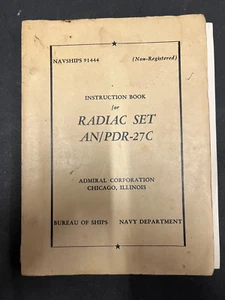 NAVSHIPS 91444 (Non-Registered)
INSTRUCTION BOOK
for
RADIAC SET
AN/PDR-27C
ADMIRAL CORPORATION
CHICAGO, ILLINOIS
BUREAU OF SHIPS NAVY DEPARTMENT